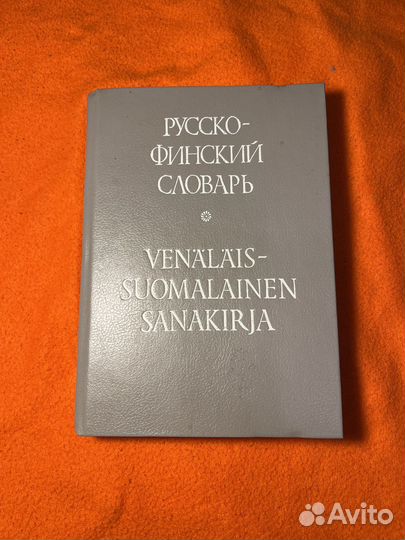 РУССКО-
ФИНСКИЙ
СЛОВАРЬ
VENÄLÄIS-
SUOMALAINEN
SANAKIRJA
Avito